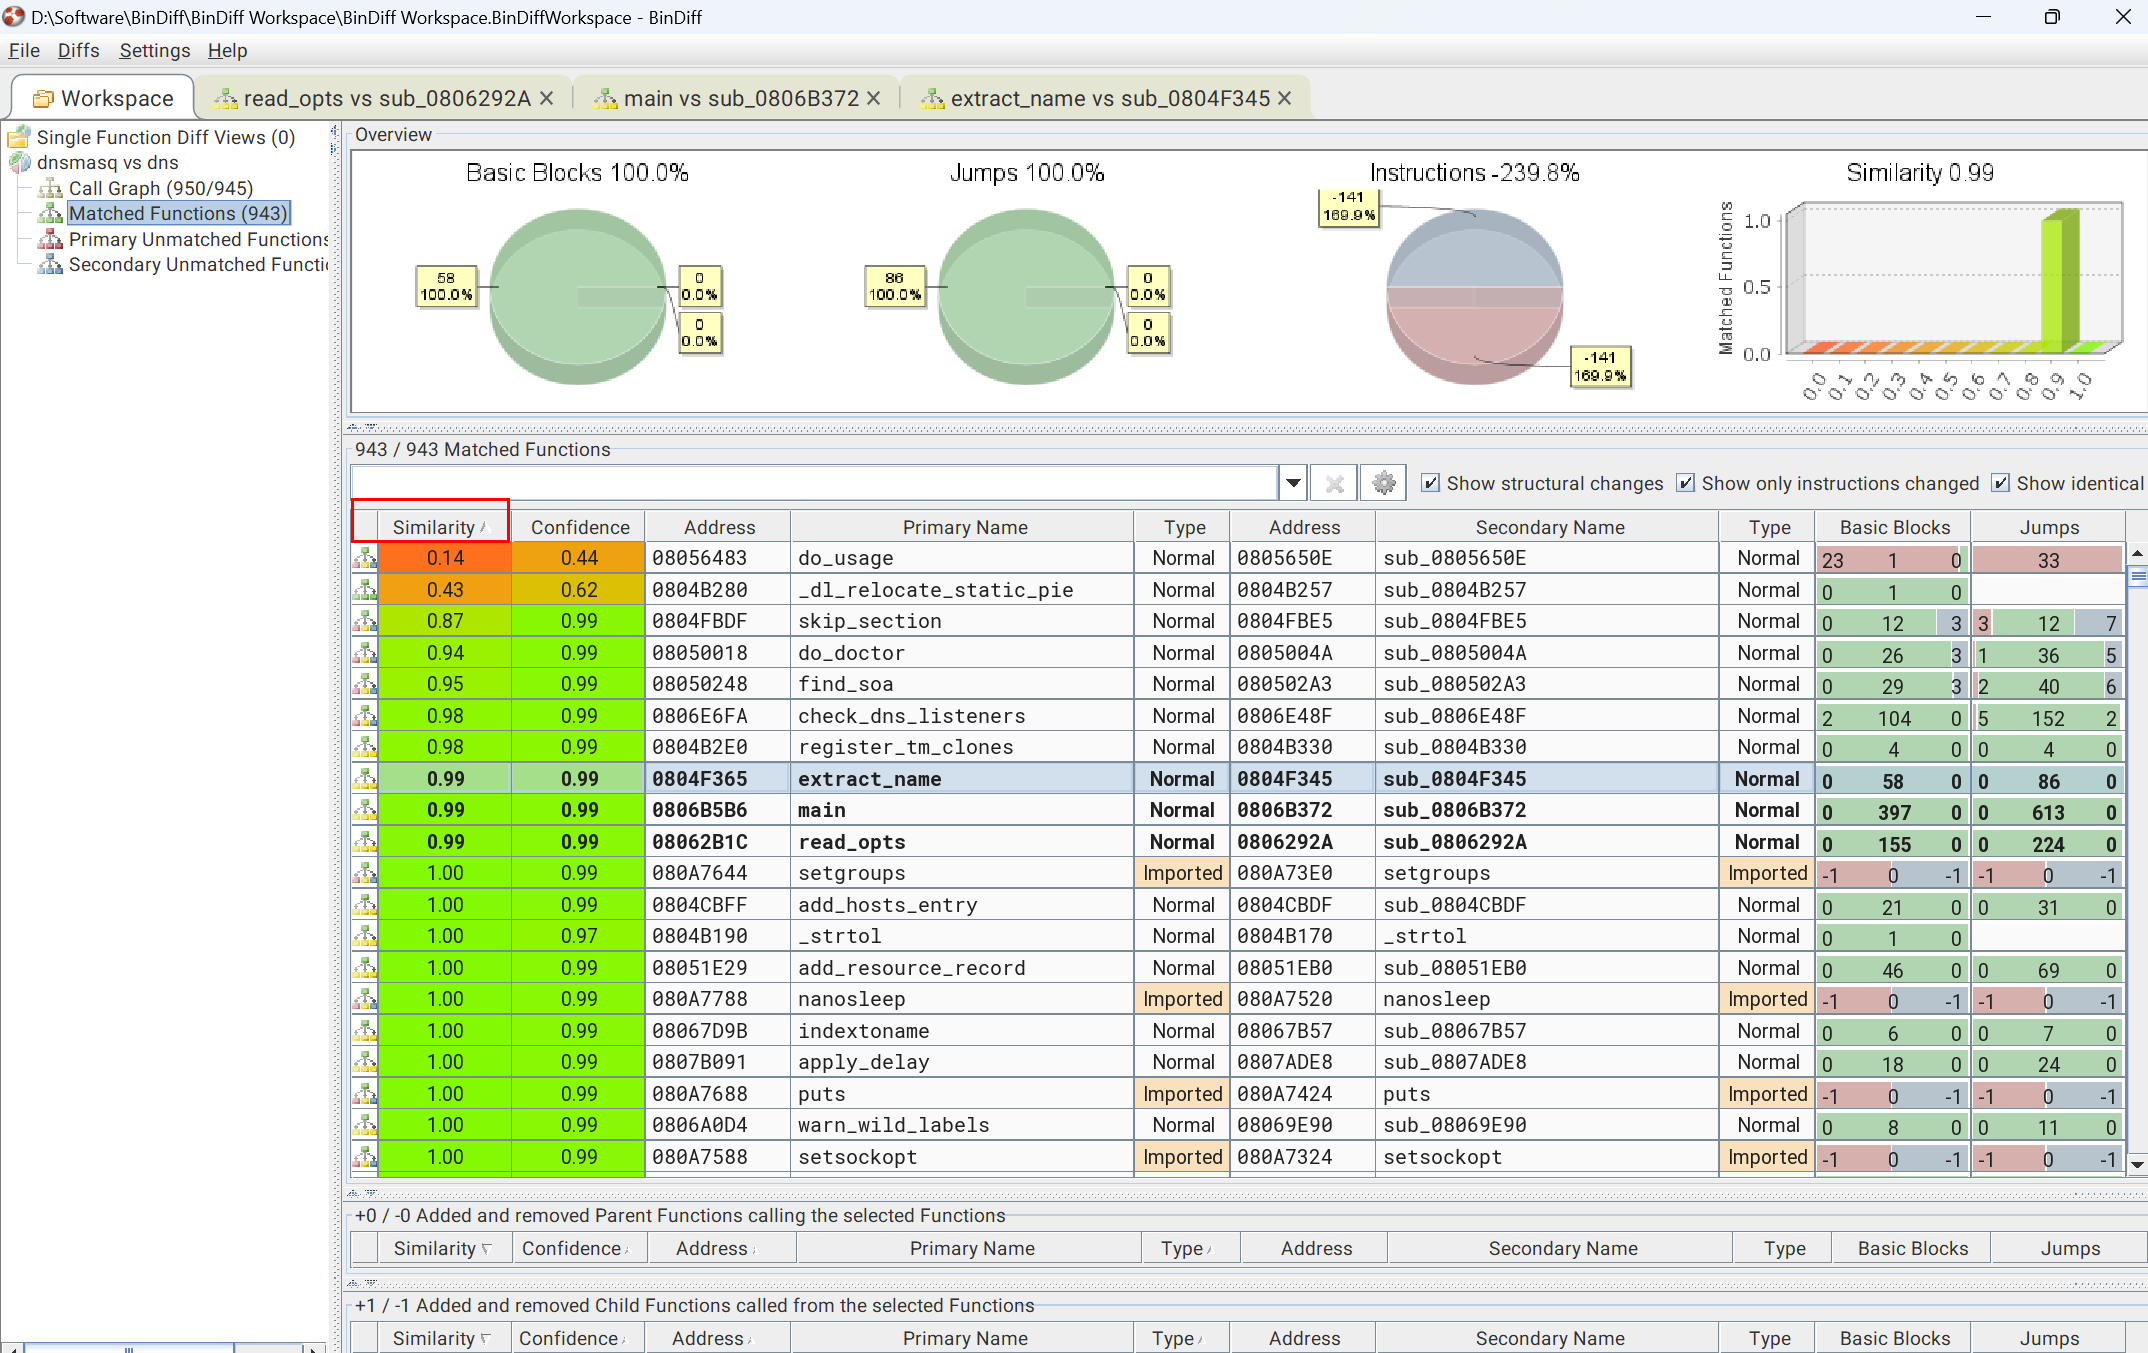 D:\Software\BinDiff\BinDiff Workspace\BinDiff Workspace.BinDiffWorkspace - BinDiff
File Diffs Settings Help
Workspace read_opts vs sub_0806292A main vs sub_0806B372 extract_name vs sub_0804F345
Single Function Diff Views (0)
dnsmasq vs dns
Call Graph (950/945)
Matched Functions (943)
Primary Unmatched Functions
Secondary Unmatched Functi
Overview
Basic Blocks 100.0%
58
100.0%
0
0.0%
0
0.0%
Jumps 100.0%
86
100.0%
0
0.0%
0
0.0%
Instructions -239.8%
-141
169.9%
-141
169.9%
Similarity 0.99
Matched Functions
1.0
0.5
0.0
0.0 0.1 0.2 0.3 0.4 0.5 0.6 0.7 0.8 0.9 1.0
943 / 943 Matched Functions
Show structural changes Show only instructions changed Show identical
Similarity Confidence Address Primary Name Type Address Secondary Name Type Basic Blocks Jumps
0.14 0.44 08056483 do_usage Normal 0805650E sub_0805650E Normal 23 1 0 33
0.43 0.62 0804B280 _dl_relocate_static_pie Normal 0804B257 sub_0804B257 Normal 0 1 0
0.87 0.99 0804FBDF skip_section Normal 0804FBE5 sub_0804FBE5 Normal 0 12 3 3 12 7
0.94 0.99 08050018 do_doctor Normal 0805004A sub_0805004A Normal 0 26 3 1 36 5
0.95 0.99 08050248 find_soa Normal 080502A3 sub_080502A3 Normal 0 29 3 2 40 6
0.98 0.99 0806E6FA check_dns_listeners Normal 0806E48F sub_0806E48F Normal 2 104 0 5 152 2
0.98 0.99 0804B2E0 register_tm_clones Normal 0804B330 sub_0804B330 Normal 0 4 0 0 4 0
0.99 0.99 0804F365 extract_name Normal 0804F345 sub_0804F345 Normal 0 58 0 0 86 0
0.99 0.99 0806B5B6 main Normal 0806B372 sub_0806B372 Normal 0 397 0 0 613 0
0.99 0.99 08062B1C read_opts Normal 0806292A sub_0806292A Normal 0 155 0 0 224 0
1.00 0.99 080A7644 setgroups Imported 080A73E0 setgroups Imported -1 0 -1 -1 0 -1
1.00 0.99 0804CBFF add_hosts_entry Normal 0804CBDF sub_0804CBDF Normal 0 21 0 0 31 0
1.00 0.97 0804B190 _strtol Normal 0804B170 _strtol Normal 0 1 0
1.00 0.99 08051E29 add_resource_record Normal 08051EB0 sub_08051EB0 Normal 0 46 0 0 69 0
1.00 0.99 080A7788 nanosleep Imported 080A7520 nanosleep Imported -1 0 -1 -1 0 -1
1.00 0.99 08067D9B indextoname Normal 08067B57 sub_08067B57 Normal 0 6 0 0 7 0
1.00 0.99 0807B091 apply_delay Normal 0807ADE8 sub_0807ADE8 Normal 0 18 0 0 24 0
1.00 0.99 080A7688 puts Imported 080A7424 puts Imported -1 0 -1 -1 0 -1
1.00 0.99 0806A0D4 warn_wild_labels Normal 08069E90 sub_08069E90 Normal 0 8 0 0 11 0
1.00 0.99 080A7588 setsockopt Imported 080A7324 setsockopt Imported -1 0 -1 -1 0 -1
+0 / -0 Added and removed Parent Functions calling the selected Functions
Similarity Confidence Address Primary Name Type Address Secondary Name Type Basic Blocks Jumps
+1 / -1 Added and removed Child Functions called from the selected Functions
Similarity Confidence Address Primary Name Type Address Secondary Name Type Basic Blocks Jumps